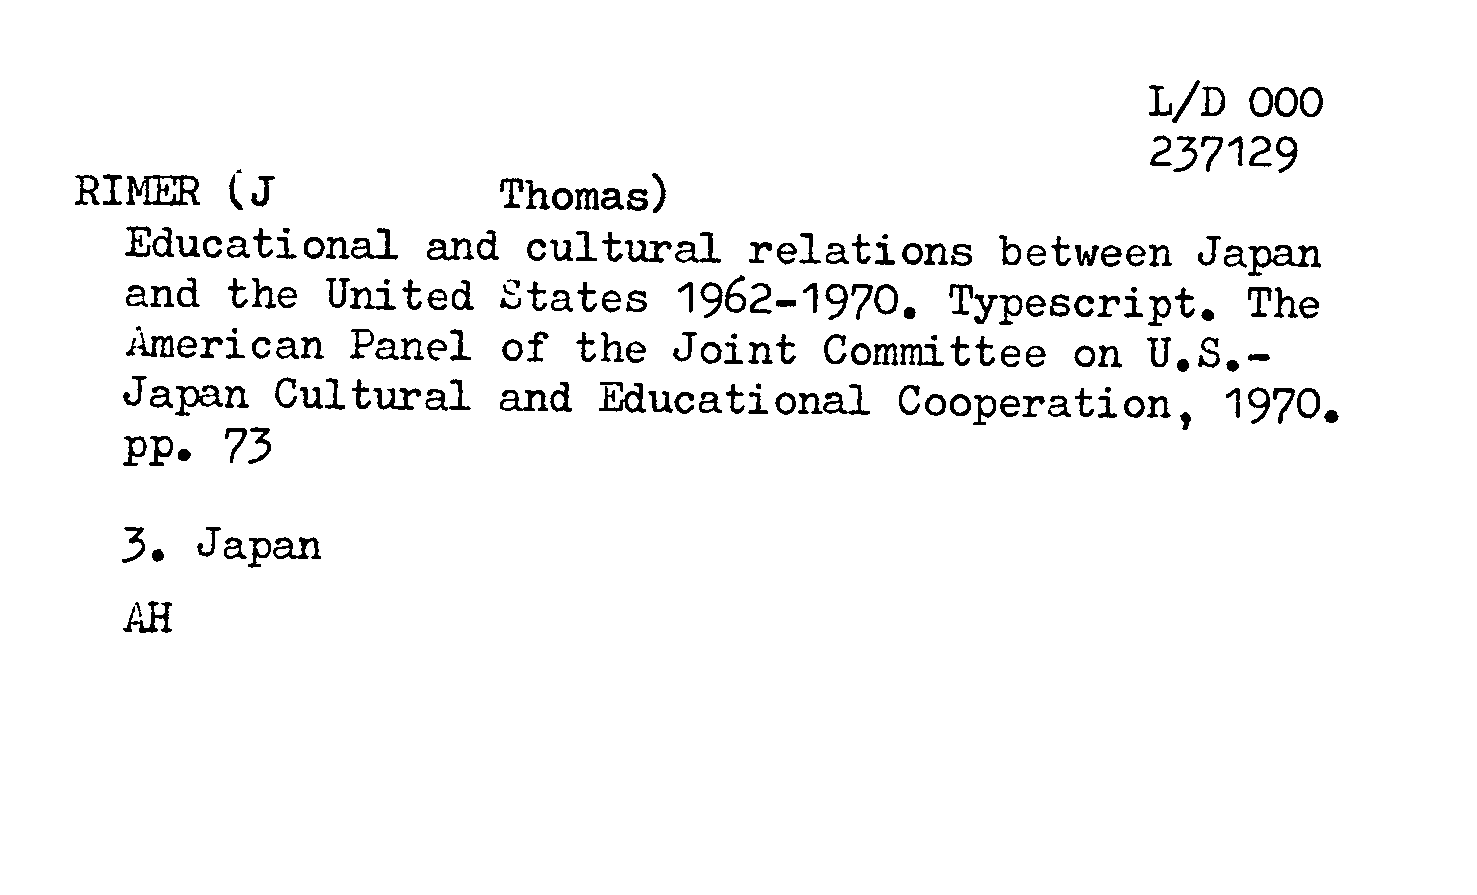 L/D 000
237129
RIMER (J Thomas)
Educational and cultural relations between Japan
and the United States 1962-1970. Typescript. The
American Panel of the Joint Committee on U.S.-
Japan Cultural and Educational Cooperation, 1970.
pp. 73
3. Japan
AH